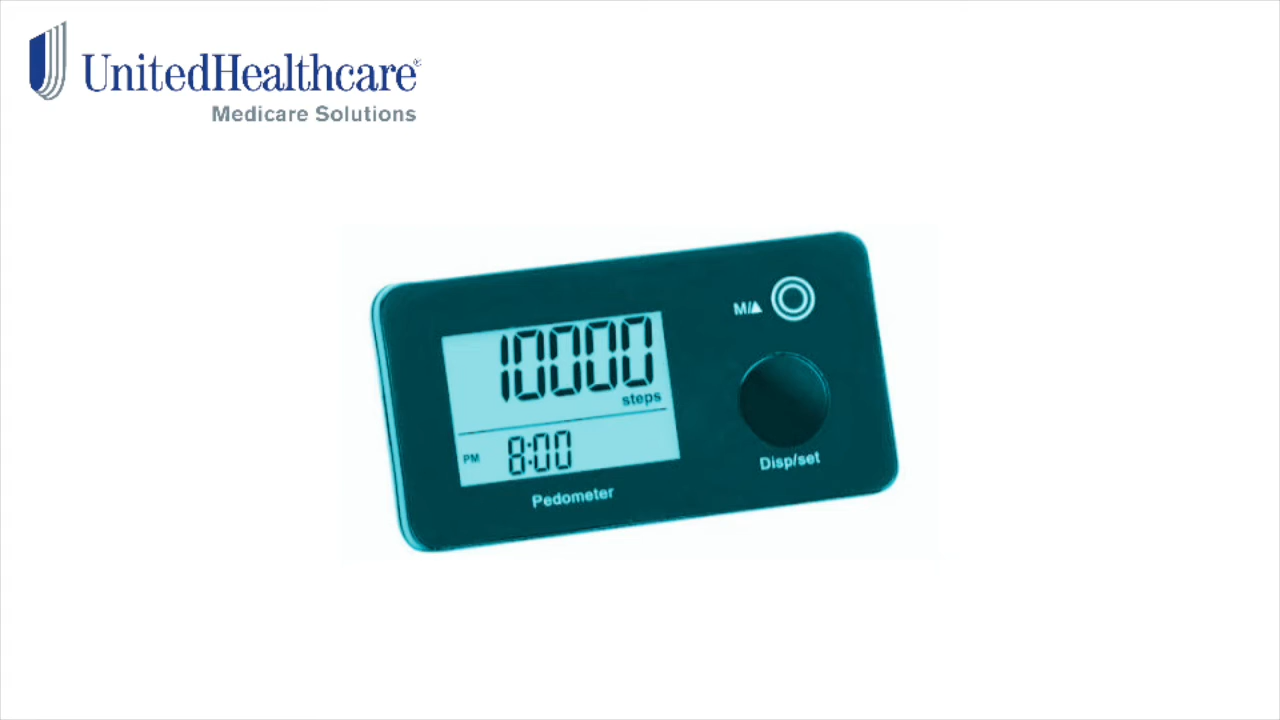 UnitedHealthcare®
Medicare Solutions
M/▲
10000
steps
PM 8:00
Disp/set
Pedometer